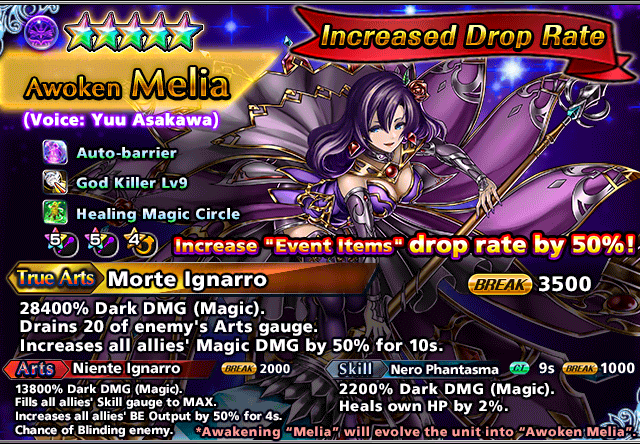 Increased Drop Rate
Awoken Melia
(Voice: Yuu Asakawa)
Auto-barrier
God Killer Lv9
Healing Magic Circle
5 5 4
Increase "Event Items" drop rate by 50%!
True Arts Morte Ignarro BREAK 3500
28400% Dark DMG (Magic).
Drains 20 of enemy's Arts gauge.
Increases all allies' Magic DMG by 50% for 10s.
Arts Niente Ignarro BREAK 2000
13800% Dark DMG (Magic).
Fills all allies' Skill gauge to MAX.
Increases all allies' BE Output by 50% for 4s.
Chance of Blinding enemy.
Skill Nero Phantasma CT 9s BREAK 1000
2200% Dark DMG (Magic).
Heals own HP by 2%.
*Awakening “Melia” will evolve the unit into “Awoken Melia”.